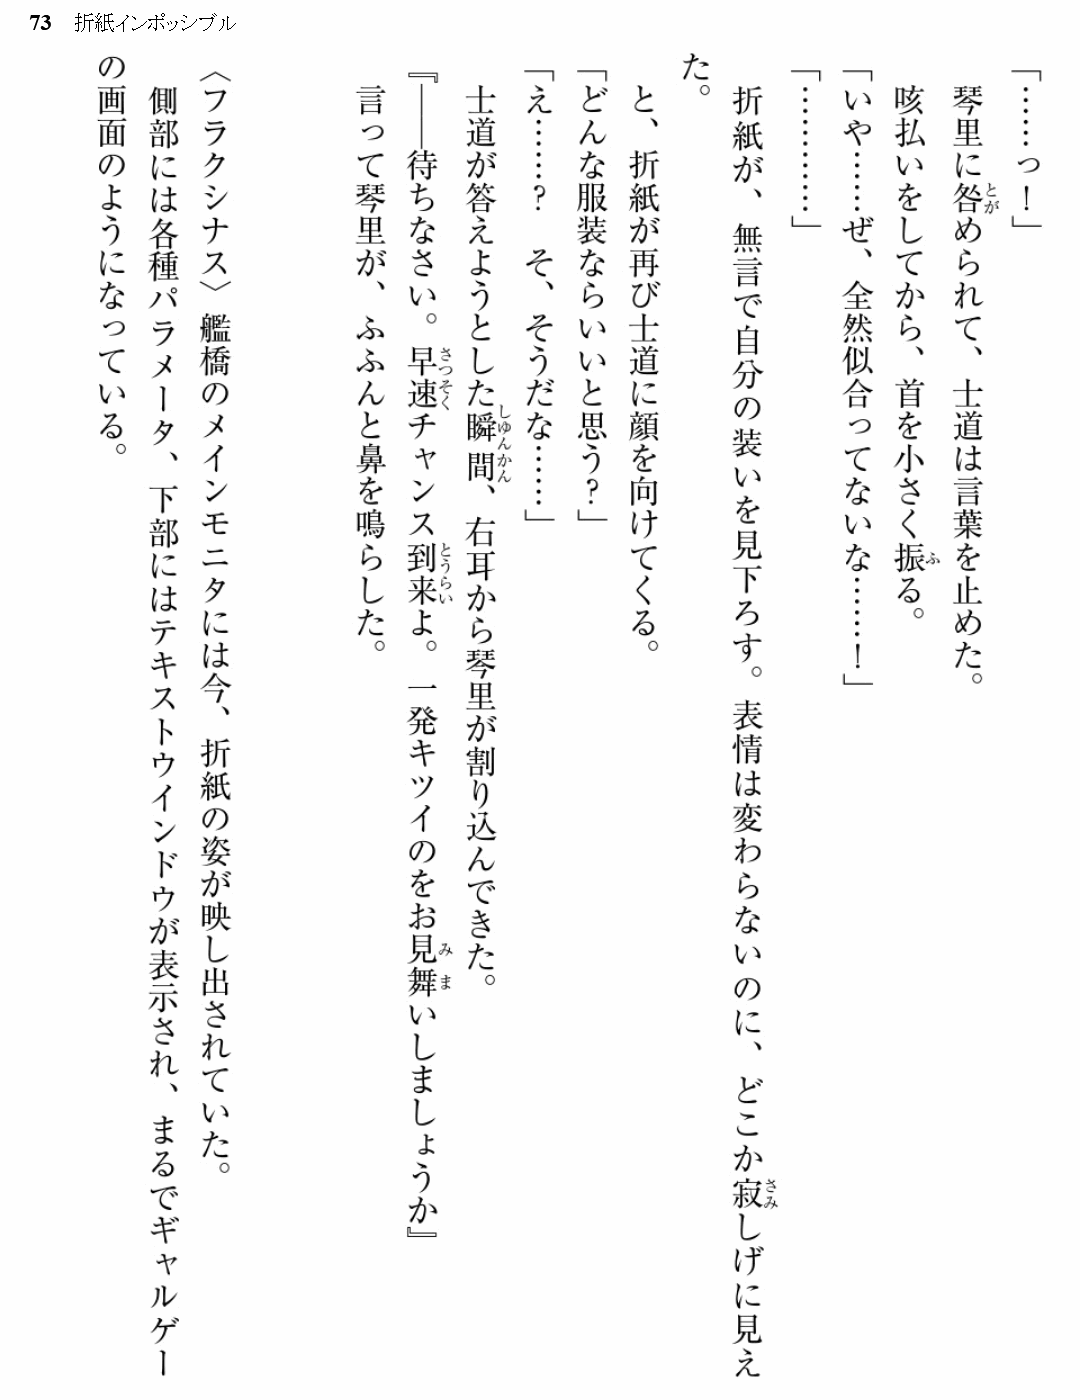 73 折紙インポッシブル
「……っ！」
琴里に咎められて、士道は言葉を止めた。
咳払いをしてから、首を小さく振る。
「いや……ぜ、全然似合ってないな……！」
「…………」
折紙が、無言で自分の装いを見下ろす。表情は変わらないのに、どこか寂しげに見え
た。
と、折紙が再び士道に顔を向けてくる。
「どんな服装ならいいと思う？」
「え……？　そ、そうだな……」
士道が答えようとした瞬間、右耳から琴里が割り込んできた。
『――待ちなさい。早速チャンス到来よ。一発キツイのをお見舞いしましょうか』
言って琴里が、ふふんと鼻を鳴らした。
〈フラクシナス〉艦橋のメインモニタには今、折紙の姿が映し出されていた。
側部には各種パラメータ、下部にはテキストウインドウが表示され、まるでギャルゲー
の画面のようになっている。